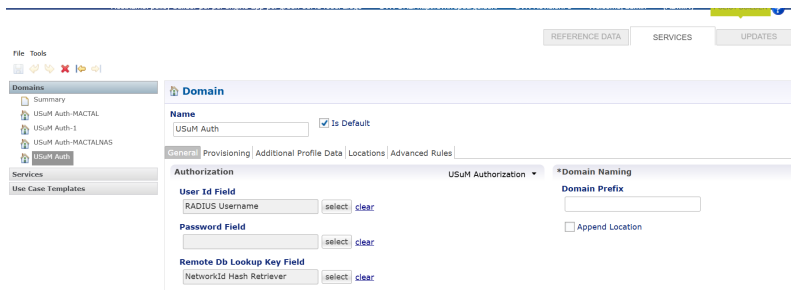 REFERENCE DATA SERVICES UPDATES
File Tools
Domains
Summary
USuM Auth-MACTAL
USuM Auth-1
USuM Auth-MACTALNAS
USuM Auth
Services
Use Case Templates
Domain
Name
USuM Auth Is Default
General Provisioning Additional Profile Data Locations Advanced Rules
Authorization USuM Authorization
User Id Field
RADIUS Username select clear
Password Field
select clear
Remote Db Lookup Key Field
NetworkId Hash Retriever select clear
*Domain Naming
Domain Prefix
Append Location